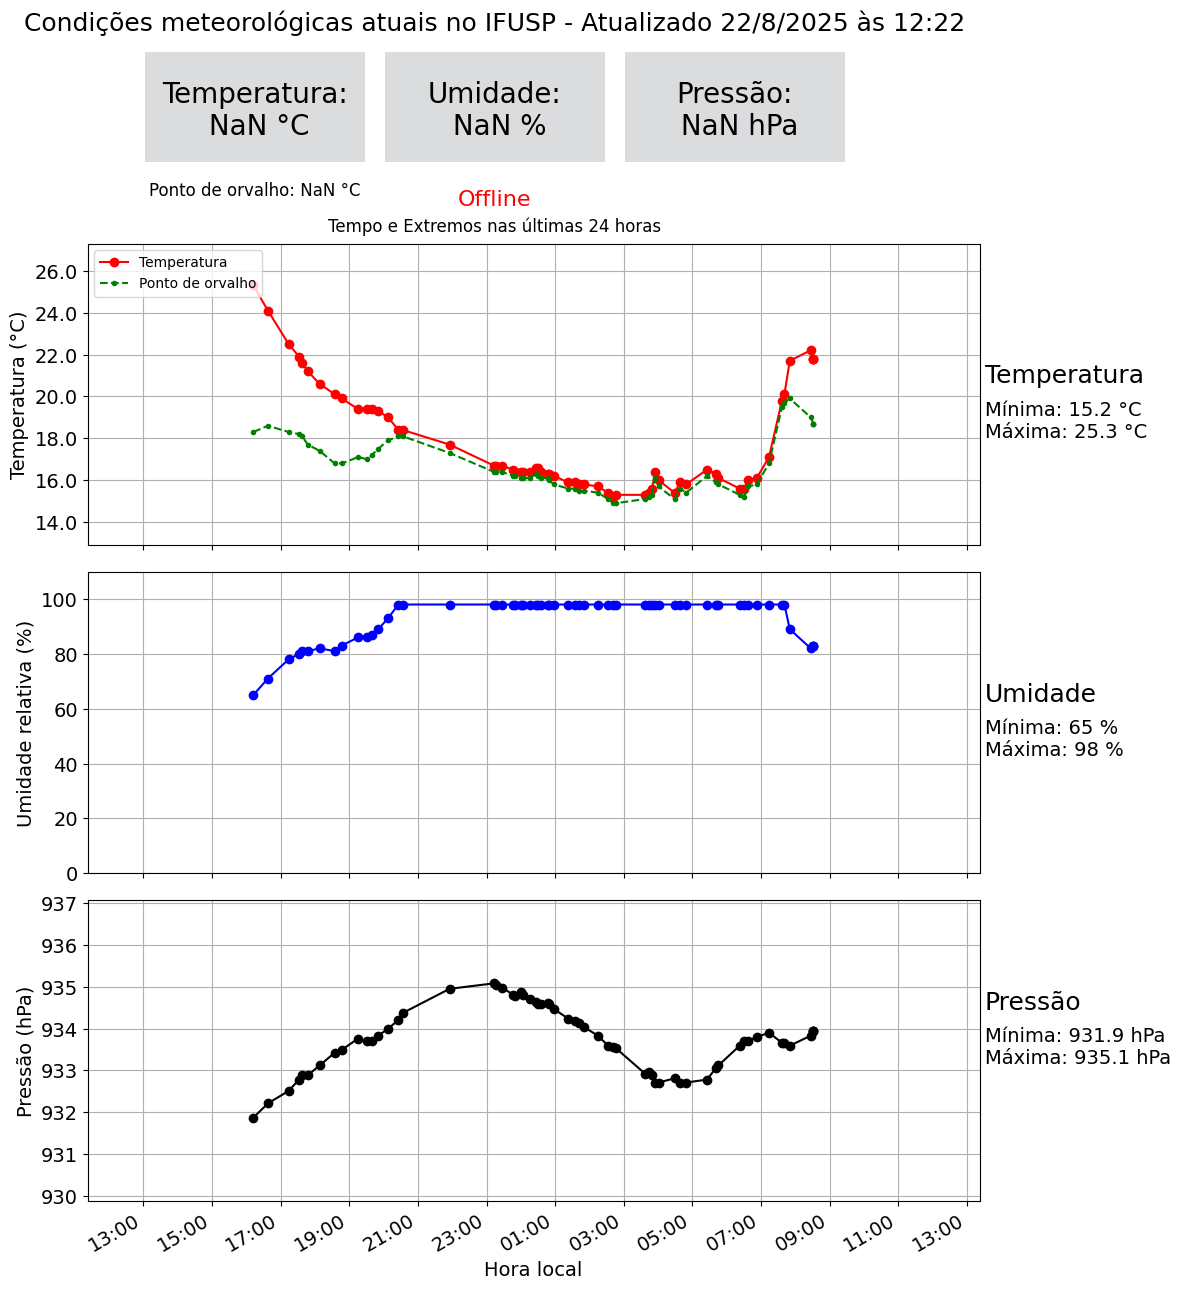 Condições meteorológicas atuais no IFUSP - Atualizado 22/8/2025 às 12:22
Temperatura:
NaN °C
Umidade:
NaN %
Pressão:
NaN hPa
Ponto de orvalho: NaN °C
Offline
Tempo e Extremos nas últimas 24 horas
Temperatura
Ponto de orvalho
Temperatura (°C)
26.0
24.0
22.0
20.0
18.0
16.0
14.0
Temperatura
Mínima: 15.2 °C
Máxima: 25.3 °C
Umidade relativa (%)
100
80
60
40
20
0
Umidade
Mínima: 65 %
Máxima: 98 %
Pressão (hPa)
937
936
935
934
933
932
931
930
Pressão
Mínima: 931.9 hPa
Máxima: 935.1 hPa
13:00 15:00 17:00 19:00 21:00 23:00 01:00 03:00 05:00 07:00 09:00 11:00 13:00
Hora local